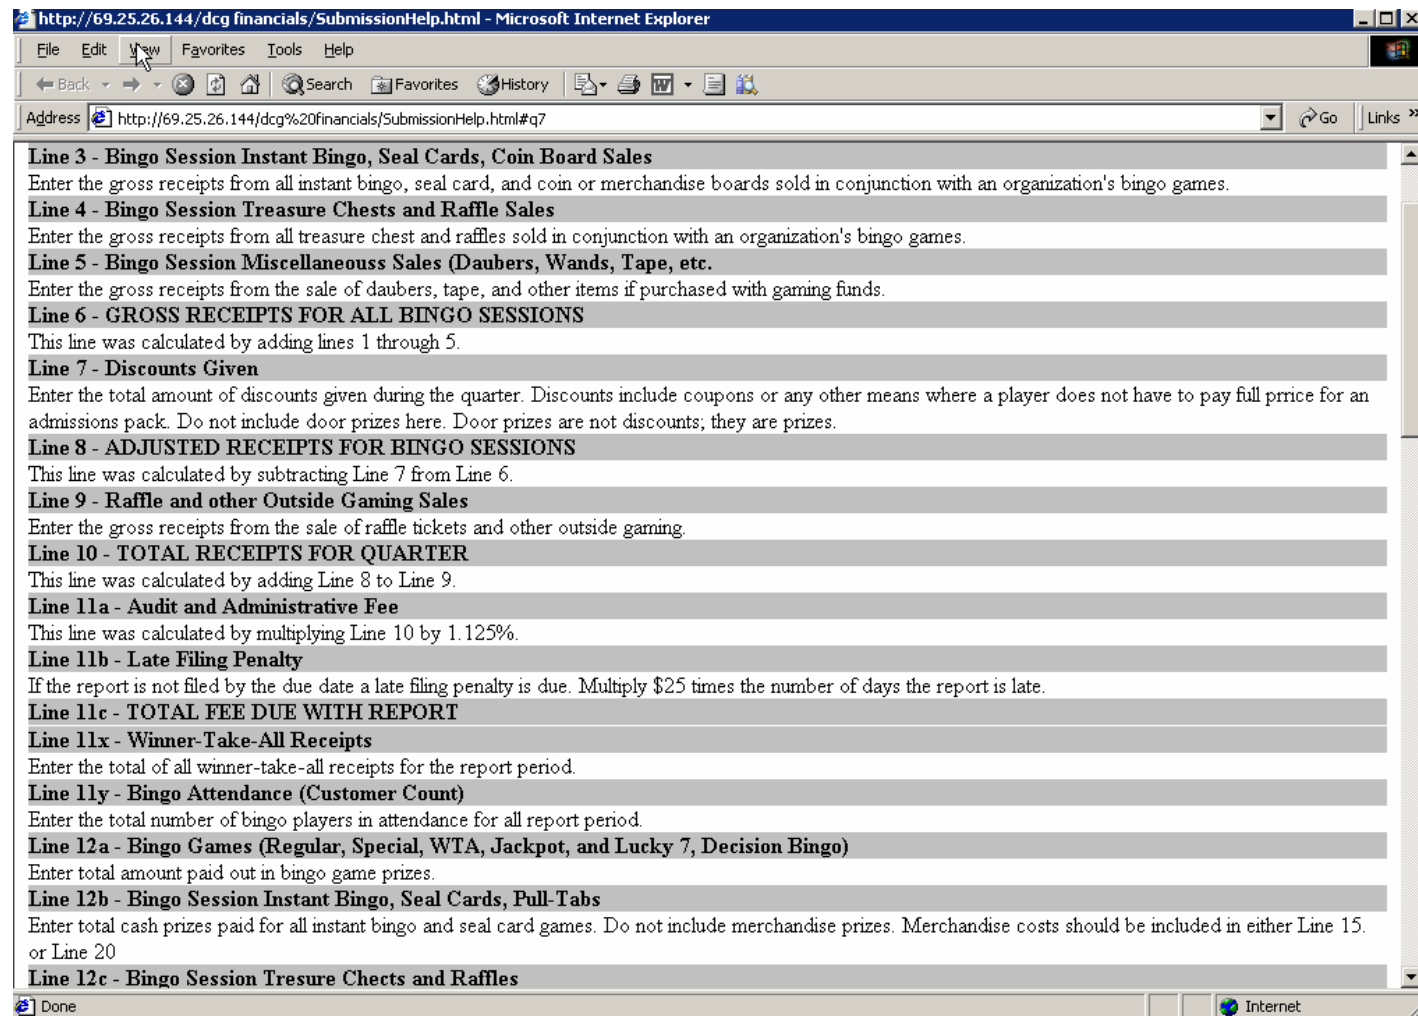 http://69.25.26.144/dcg financials/SubmissionHelp.html - Microsoft Internet Explorer
File Edit View Favorites Tools Help
Back Search Favorites History
Address http://69.25.26.144/dcg%20financials/SubmissionHelp.html#q7 Go Links »
Line 3 - Bingo Session Instant Bingo, Seal Cards, Coin Board Sales
Enter the gross receipts from all instant bingo, seal card, and coin or merchandise boards sold in conjunction with an organization's bingo games.
Line 4 - Bingo Session Treasure Chests and Raffle Sales
Enter the gross receipts from all treasure chest and raffles sold in conjunction with an organization's bingo games.
Line 5 - Bingo Session Miscellaneouss Sales (Daubers, Wands, Tape, etc.
Enter the gross receipts from the sale of daubers, tape, and other items if purchased with gaming funds.
Line 6 - GROSS RECEIPTS FOR ALL BINGO SESSIONS
This line was calculated by adding lines 1 through 5.
Line 7 - Discounts Given
Enter the total amount of discounts given during the quarter. Discounts include coupons or any other means where a player does not have to pay full prrice for an
admissions pack. Do not include door prizes here. Door prizes are not discounts; they are prizes.
Line 8 - ADJUSTED RECEIPTS FOR BINGO SESSIONS
This line was calculated by subtracting Line 7 from Line 6.
Line 9 - Raffle and other Outside Gaming Sales
Enter the gross receipts from the sale of raffle tickets and other outside gaming.
Line 10 - TOTAL RECEIPTS FOR QUARTER
This line was calculated by adding Line 8 to Line 9.
Line 11a - Audit and Administrative Fee
This line was calculated by multiplying Line 10 by 1.125%.
Line 11b - Late Filing Penalty
If the report is not filed by the due date a late filing penalty is due. Multiply $25 times the number of days the report is late.
Line 11c - TOTAL FEE DUE WITH REPORT
Line 11x - Winner-Take-All Receipts
Enter the total of all winner-take-all receipts for the report period.
Line 11y - Bingo Attendance (Customer Count)
Enter the total number of bingo players in attendance for all report period.
Line 12a - Bingo Games (Regular, Special, WTA, Jackpot, and Lucky 7, Decision Bingo)
Enter total amount paid out in bingo game prizes.
Line 12b - Bingo Session Instant Bingo, Seal Cards, Pull-Tabs
Enter total cash prizes paid for all instant bingo and seal card games. Do not include merchandise prizes. Merchandise costs should be included in either Line 15.
or Line 20
Line 12c - Bingo Session Tresure Chects and Raffles
Done Internet